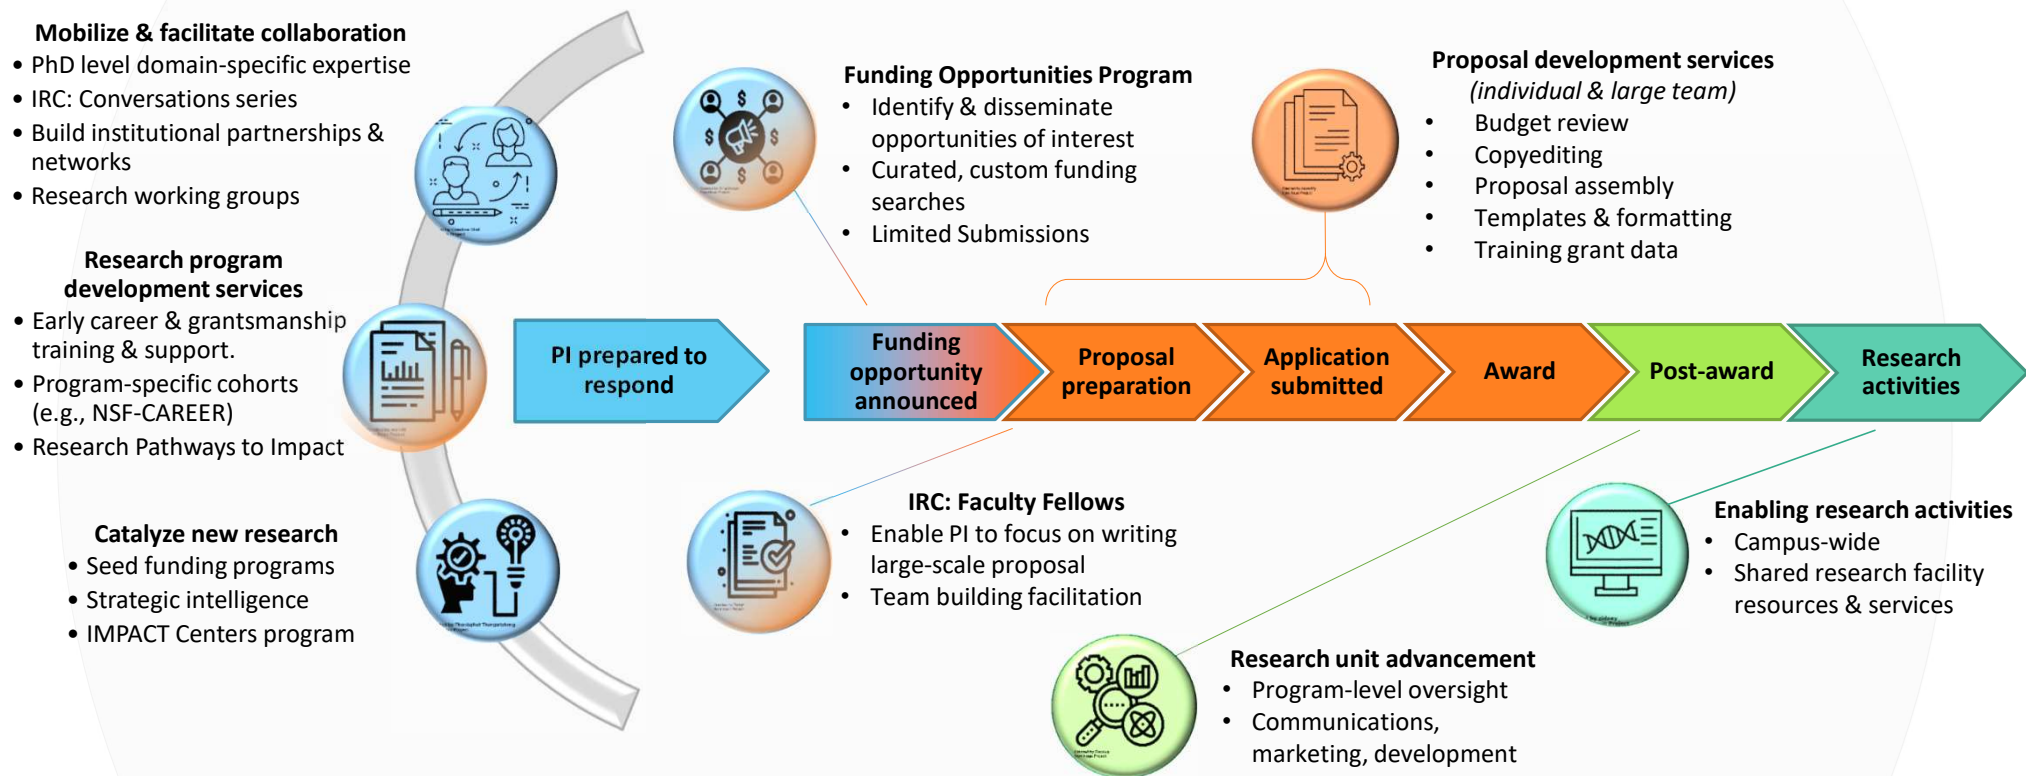 Mobilize & facilitate collaboration
• PhD level domain-specific expertise
• IRC: Conversations series
• Build institutional partnerships &
networks
• Research working groups
Research program
development services
• Early career & grantsmanship
training & support.
• Program-specific cohorts
(e.g., NSF-CAREER)
• Research Pathways to Impact
Catalyze new research
• Seed funding programs
• Strategic intelligence
• IMPACT Centers program
PI prepared to
respond
Funding Opportunities Program
• Identify & disseminate
opportunities of interest
• Curated, custom funding
searches
• Limited Submissions
Proposal development services
(individual & large team)
• Budget review
• Copyediting
• Proposal assembly
• Templates & formatting
• Training grant data
Funding
opportunity
announced
Proposal
preparation
Application
submitted
Award
Post-award
Research
activities
IRC: Faculty Fellows
• Enable PI to focus on writing
large-scale proposal
• Team building facilitation
Research unit advancement
• Program-level oversight
• Communications,
marketing, development
Enabling research activities
• Campus-wide
• Shared research facility
resources & services